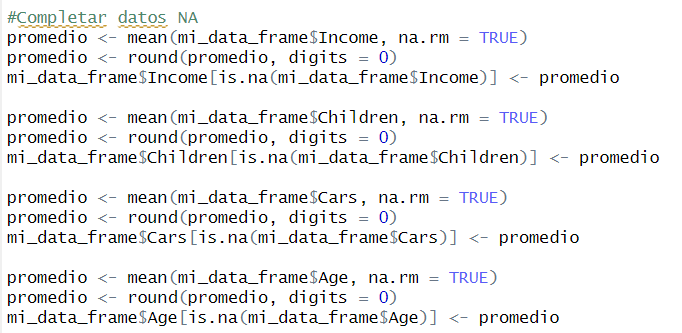 #Completar datos NA
promedio <- mean(mi_data_frame$Income, na.rm = TRUE)
promedio <- round(promedio, digits = 0)
mi_data_frame$Income[is.na(mi_data_frame$Income)] <- promedio
promedio <- mean(mi_data_frame$Children, na.rm = TRUE)
promedio <- round(promedio, digits = 0)
mi_data_frame$Children[is.na(mi_data_frame$Children)] <- promedio
promedio <- mean(mi_data_frame$Cars, na.rm = TRUE)
promedio <- round(promedio, digits = 0)
mi_data_frame$Cars[is.na(mi_data_frame$Cars)] <- promedio
promedio <- mean(mi_data_frame$Age, na.rm = TRUE)
promedio <- round(promedio, digits = 0)
mi_data_frame$Age[is.na(mi_data_frame$Age)] <- promedio